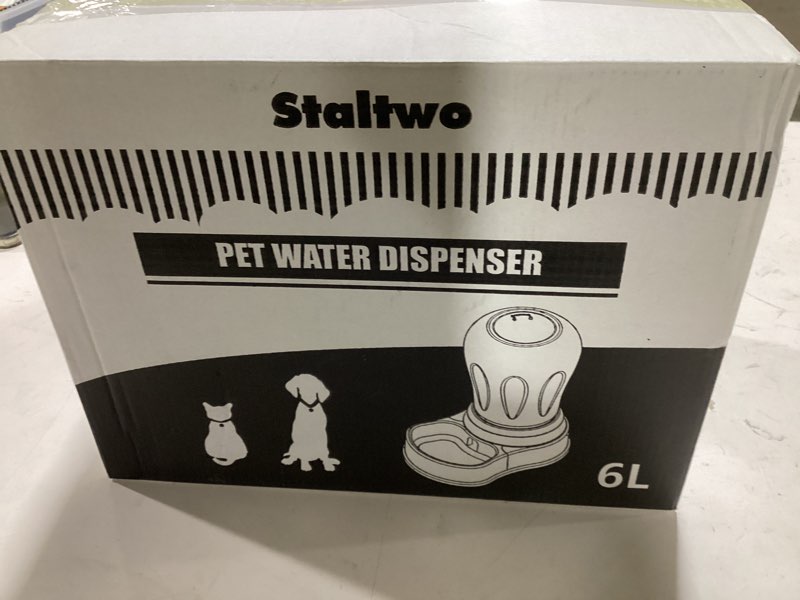 Staltwo
PET WATER DISPENSER
6L